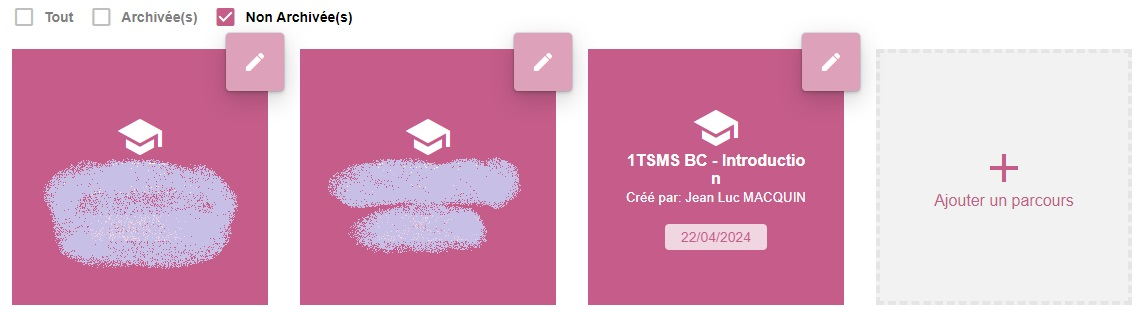 Tout Archivée(s) Non Archivée(s)
1TSMS BC - Introductio
n
Créé par: Jean Luc MACQUIN
22/04/2024
Ajouter un parcours